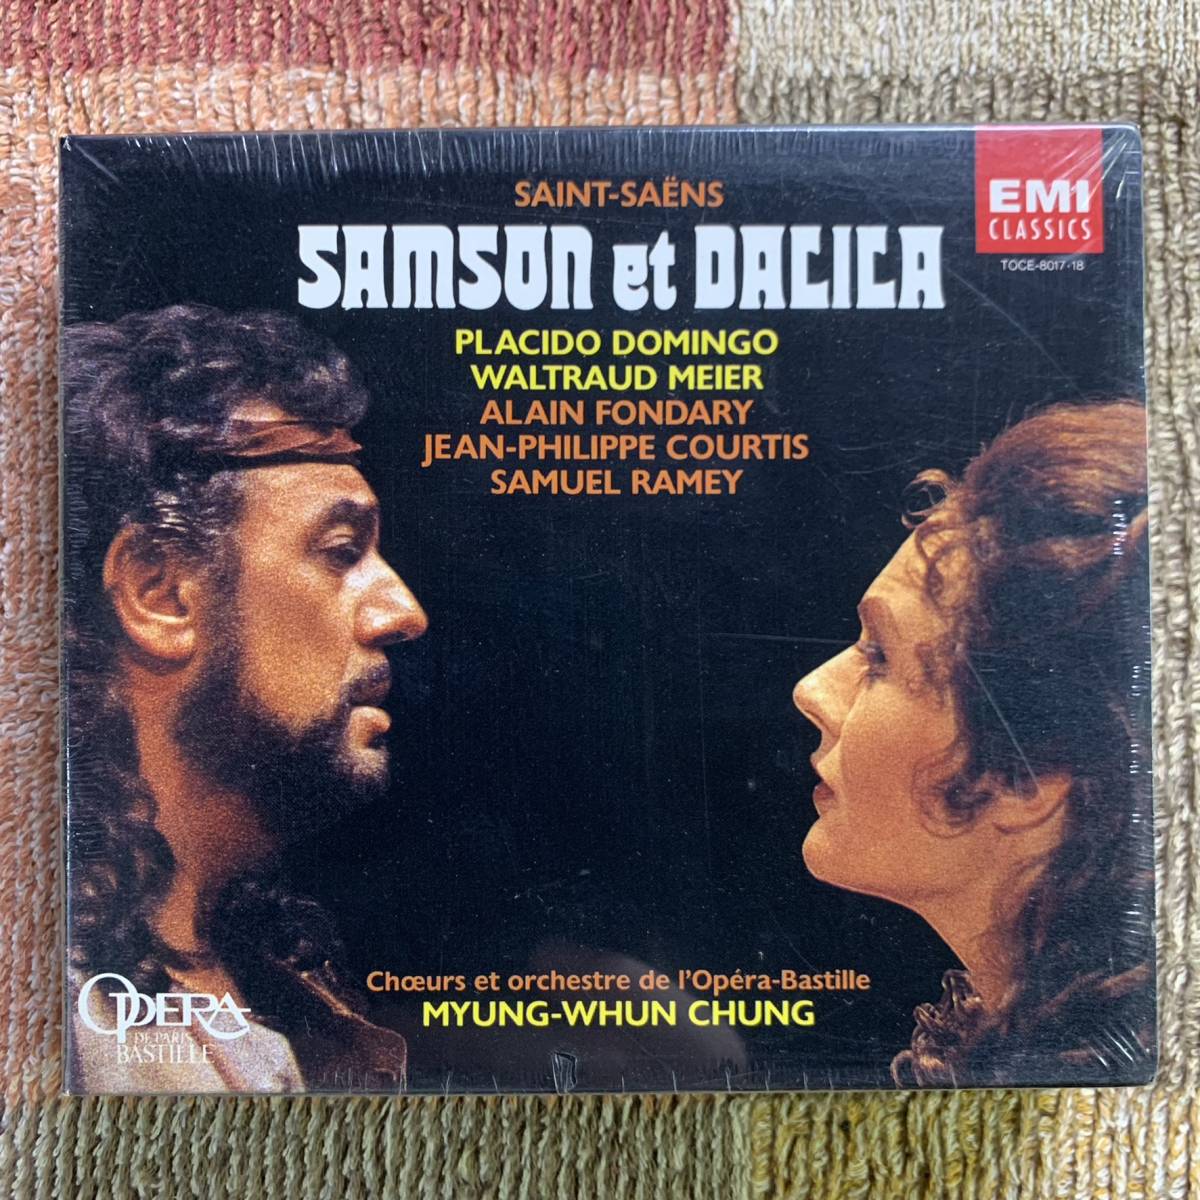 SAINT-SAËNS
SAMSON et DALILA
EMI
CLASSICS
TOCE-8017·18
PLACIDO DOMINGO
WALTRAUD MEIER
ALAIN FONDARY
JEAN-PHILIPPE COURTIS
SAMUEL RAMEY
Chœurs et orchestre de l'Opéra-Bastille
MYUNG-WHUN CHUNG
OPERA
DE PARIS
BASTILLE